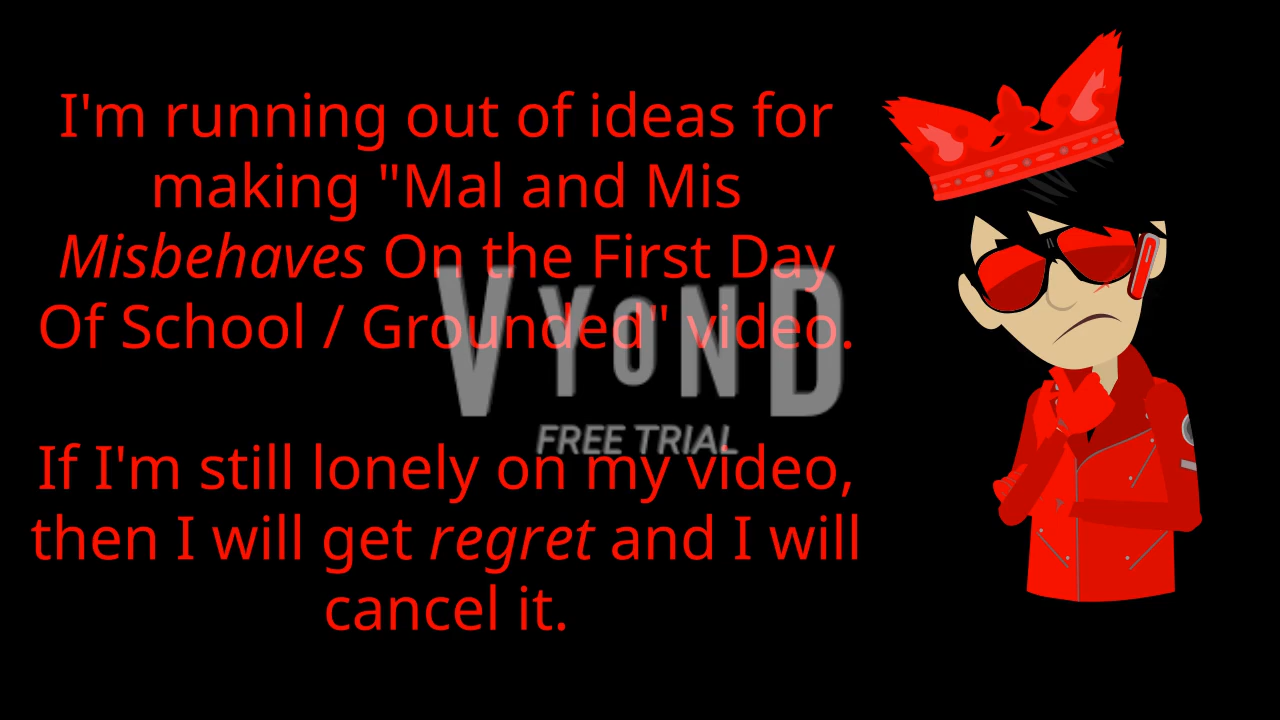 I'm running out of ideas for
making "Mal and Mis
Misbehaves On the First Day
Of School / Grounded" video.
If I'm still lonely on my video,
then I will get regret and I will
cancel it.
VYOND
FREE TRIAL